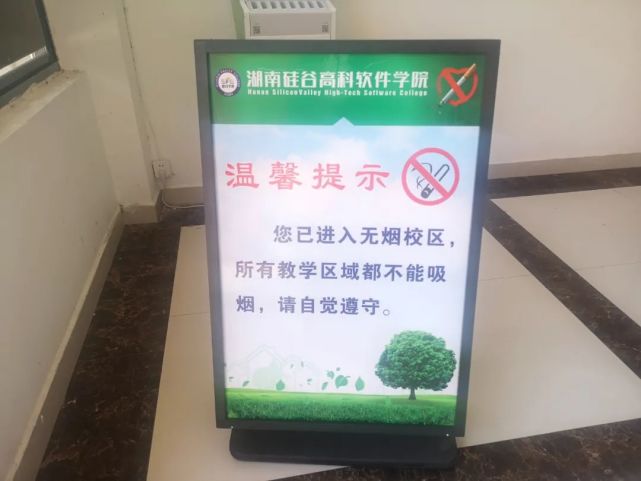 湖南硅谷高科软件学院
Hunan SiliconValley High-Tech Software College
温馨提示
您已进入无烟校区，
所有教学区域都不能吸
烟，请自觉遵守。